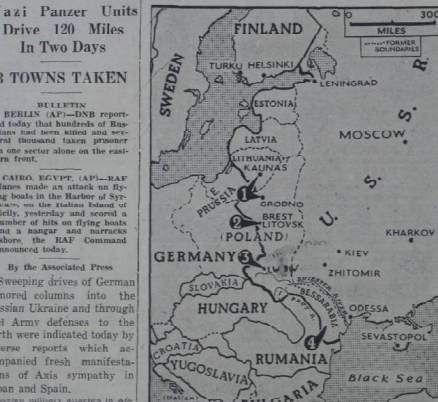 Nazi Panzer Units
Drive 120 Miles
In Two Days
TOWNS TAKEN
BULLETIN
BERLIN (AP)—DNB report-
ed today that hundreds of Rus-
sians had been killed and sev-
eral thousand taken prisoner
in one sector alone on the east-
ern front.
CAIRO, EGYPT, (AP)—RAF
planes made an attack on fly-
ing boats in the Harbor of Syr-
on the Italian Island of
Sicily, yesterday and scored a
number of hits on flying boats
and a hangar and barracks
ashore, the RAF Command
announced today.
By the Associated Press
Sweeping drives of German
armored columns into the
Russian Ukraine and through
Red Army defenses to the
north were indicated today by
diverse reports which ac-
companied fresh manifesta-
tions of Axis sympathy in
Japan and Spain.
0 300
MILES
FORMER
BOUNDARIES
FINLAND
TURKU HELSINKI
LENINGRAD
SWEDEN
ESTONIA
LATVIA
MOSCOW
LITHUANIA
KAUNAS
1
E. PRUSSIA
GRODNO
2
BREST
LITOVSK
(POLAND)
U. S. S. R.
KHARKOV
GERMANY 3
KIEV
ZHITOMIR
SLOVAKIA
BESSARABIA
HUNGARY
ODESSA
SEVASTOPOL
4
CROATIA
RUMANIA
YUGOSLAVIA
Black Sea
BULGARIA
(Italian)